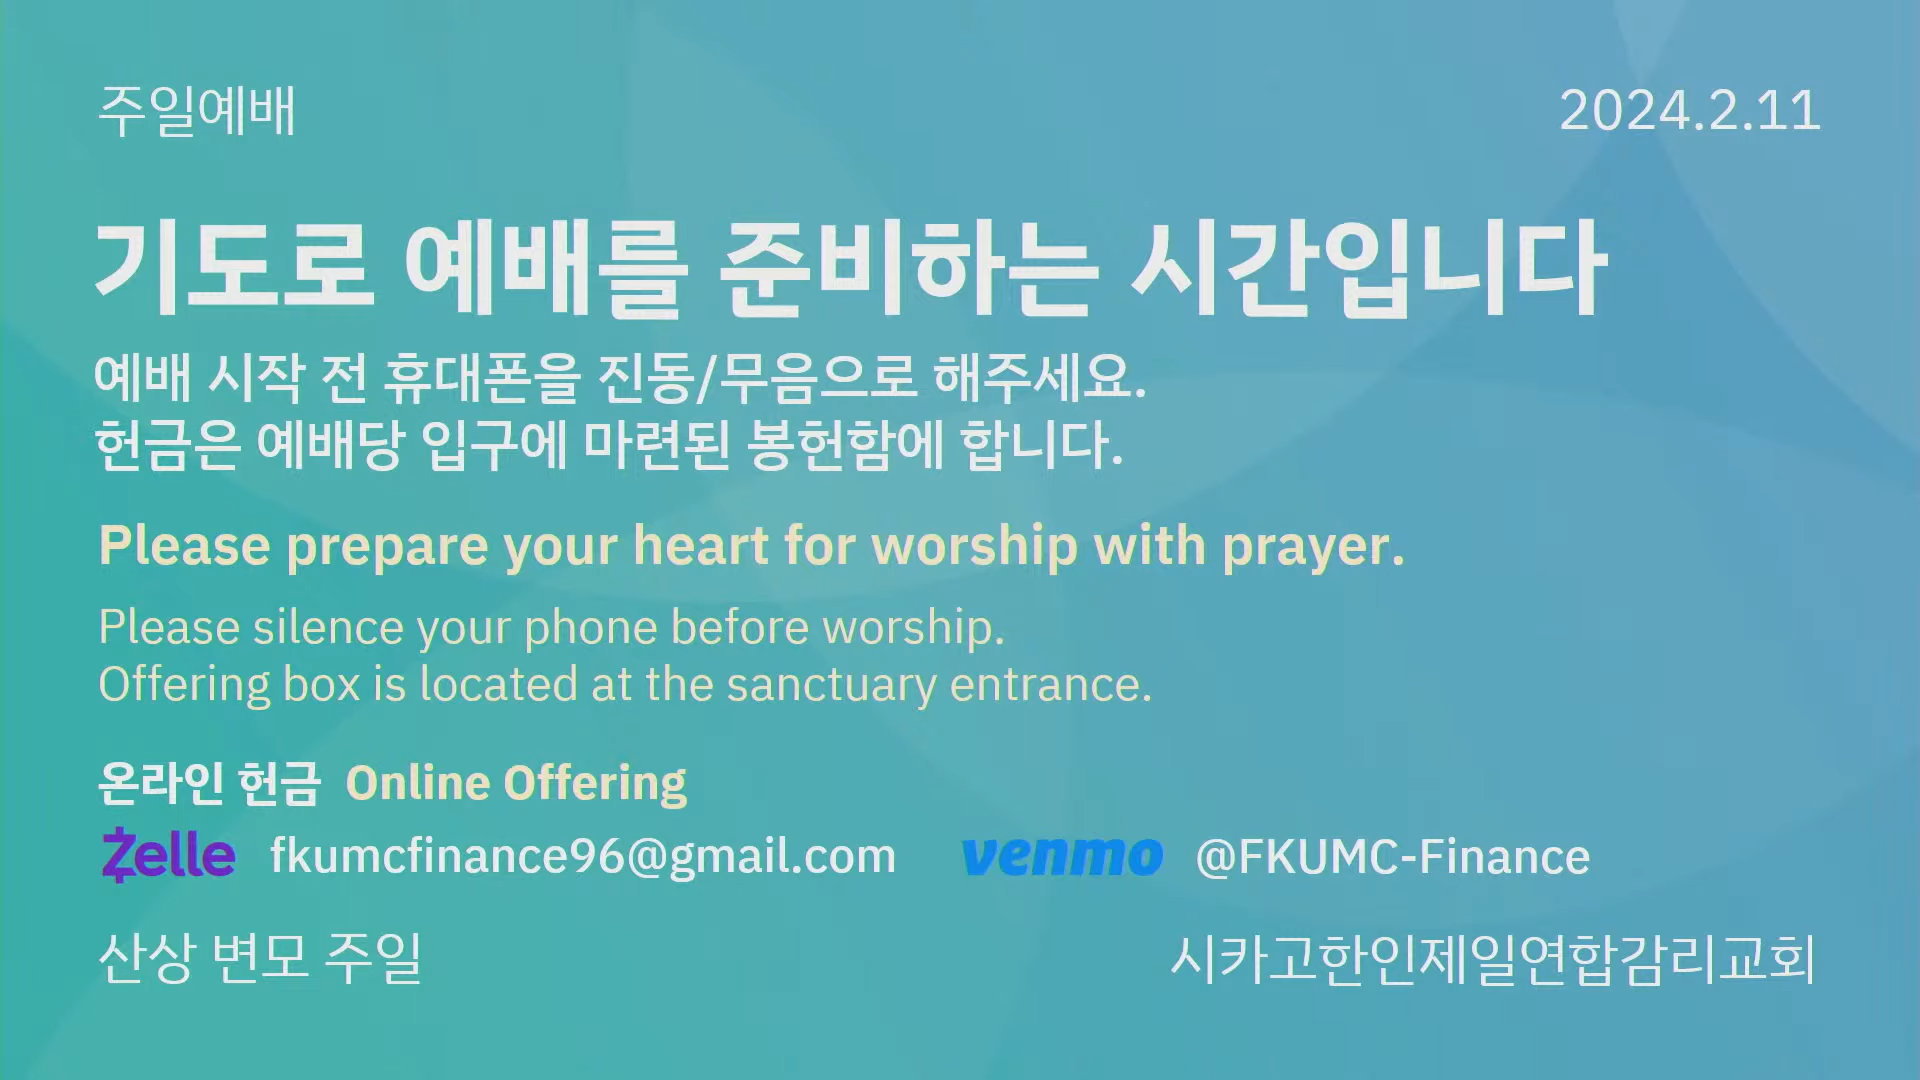 주일예배
2024.2.11
기도로 예배를 준비하는 시간입니다
예배 시작 전 휴대폰을 진동/무음으로 해주세요.
헌금은 예배당 입구에 마련된 봉헌함에 합니다.
Please prepare your heart for worship with prayer.
Please silence your phone before worship.
Offering box is located at the sanctuary entrance.
온라인 헌금 Online Offering
Zelle fkumcfinance96@gmail.com venmo @FKUMC-Finance
산상 변모 주일
시카고한인제일연합감리교회